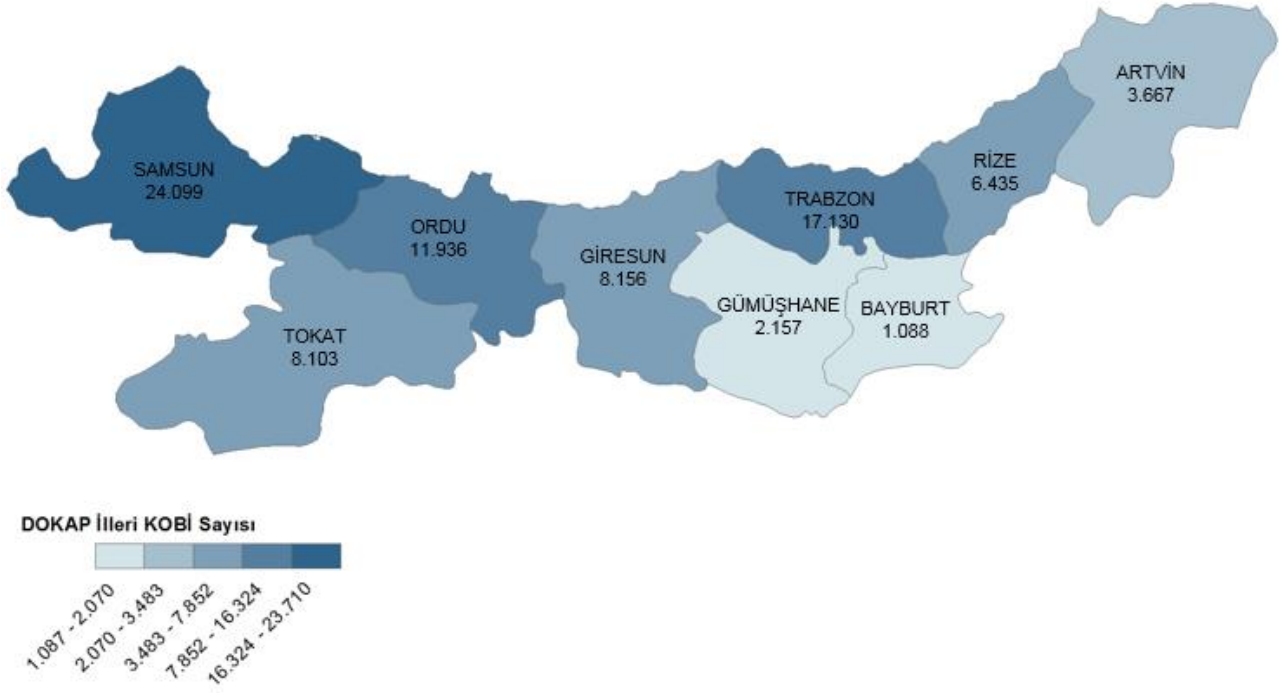 ARTVİN
3.667
SAMSUN
24.099
RİZE
6.435
TRABZON
17.130
ORDU
11.936
GİRESUN
8.156
GÜMÜŞHANE
2.157
BAYBURT
1.088
TOKAT
8.103
DOKAP İlleri KOBİ Sayısı
1.087 - 2.070
2.070 - 3.483
3.483 - 7.852
7.852 - 16.324
16.324 - 23.710